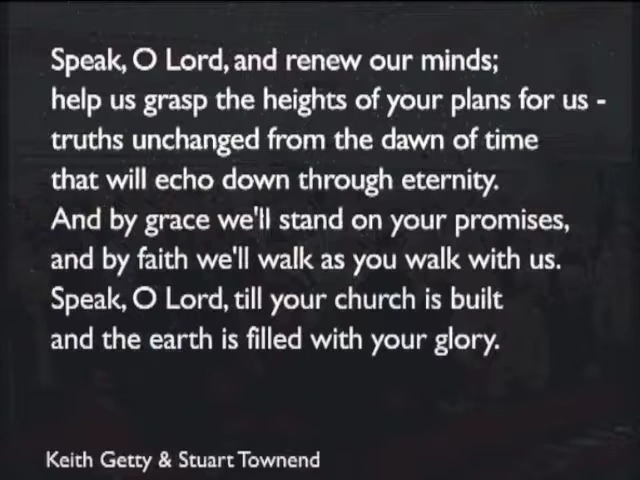 Speak, O Lord, and renew our minds;
help us grasp the heights of your plans for us -
truths unchanged from the dawn of time
that will echo down through eternity.
And by grace we'll stand on your promises,
and by faith we'll walk as you walk with us.
Speak, O Lord, till your church is built
and the earth is filled with your glory.
Keith Getty & Stuart Townend